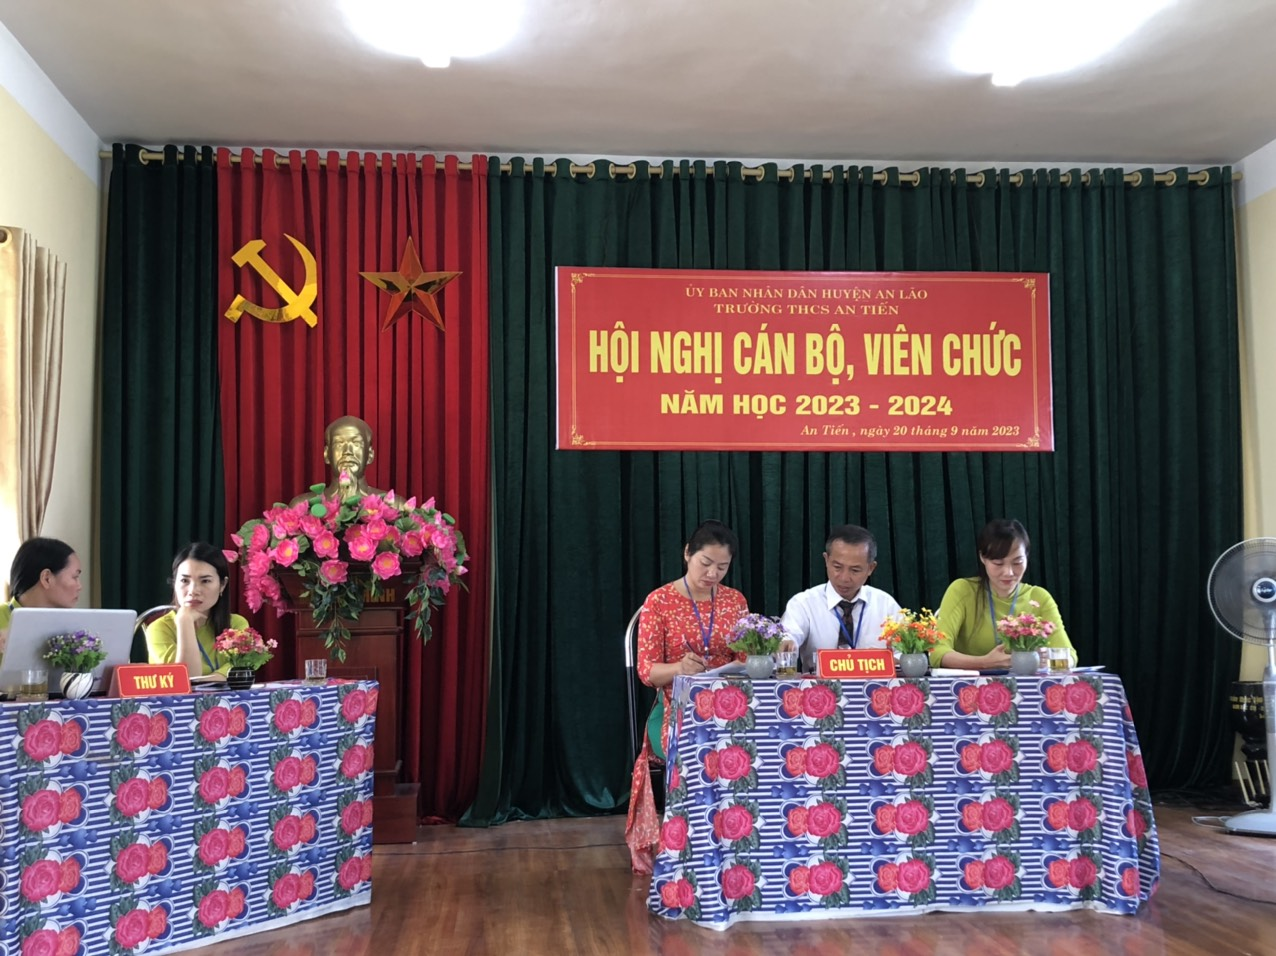 ỦY BAN NHÂN DÂN HUYỆN AN LÃO
TRƯỜNG THCS AN TIẾN
HỘI NGHỊ CÁN BỘ, VIÊN CHỨC
NĂM HỌC 2023 - 2024
An Tiến , ngày 20 tháng 9 năm 2023
THƯ KÝ
CHỦ TỊCH